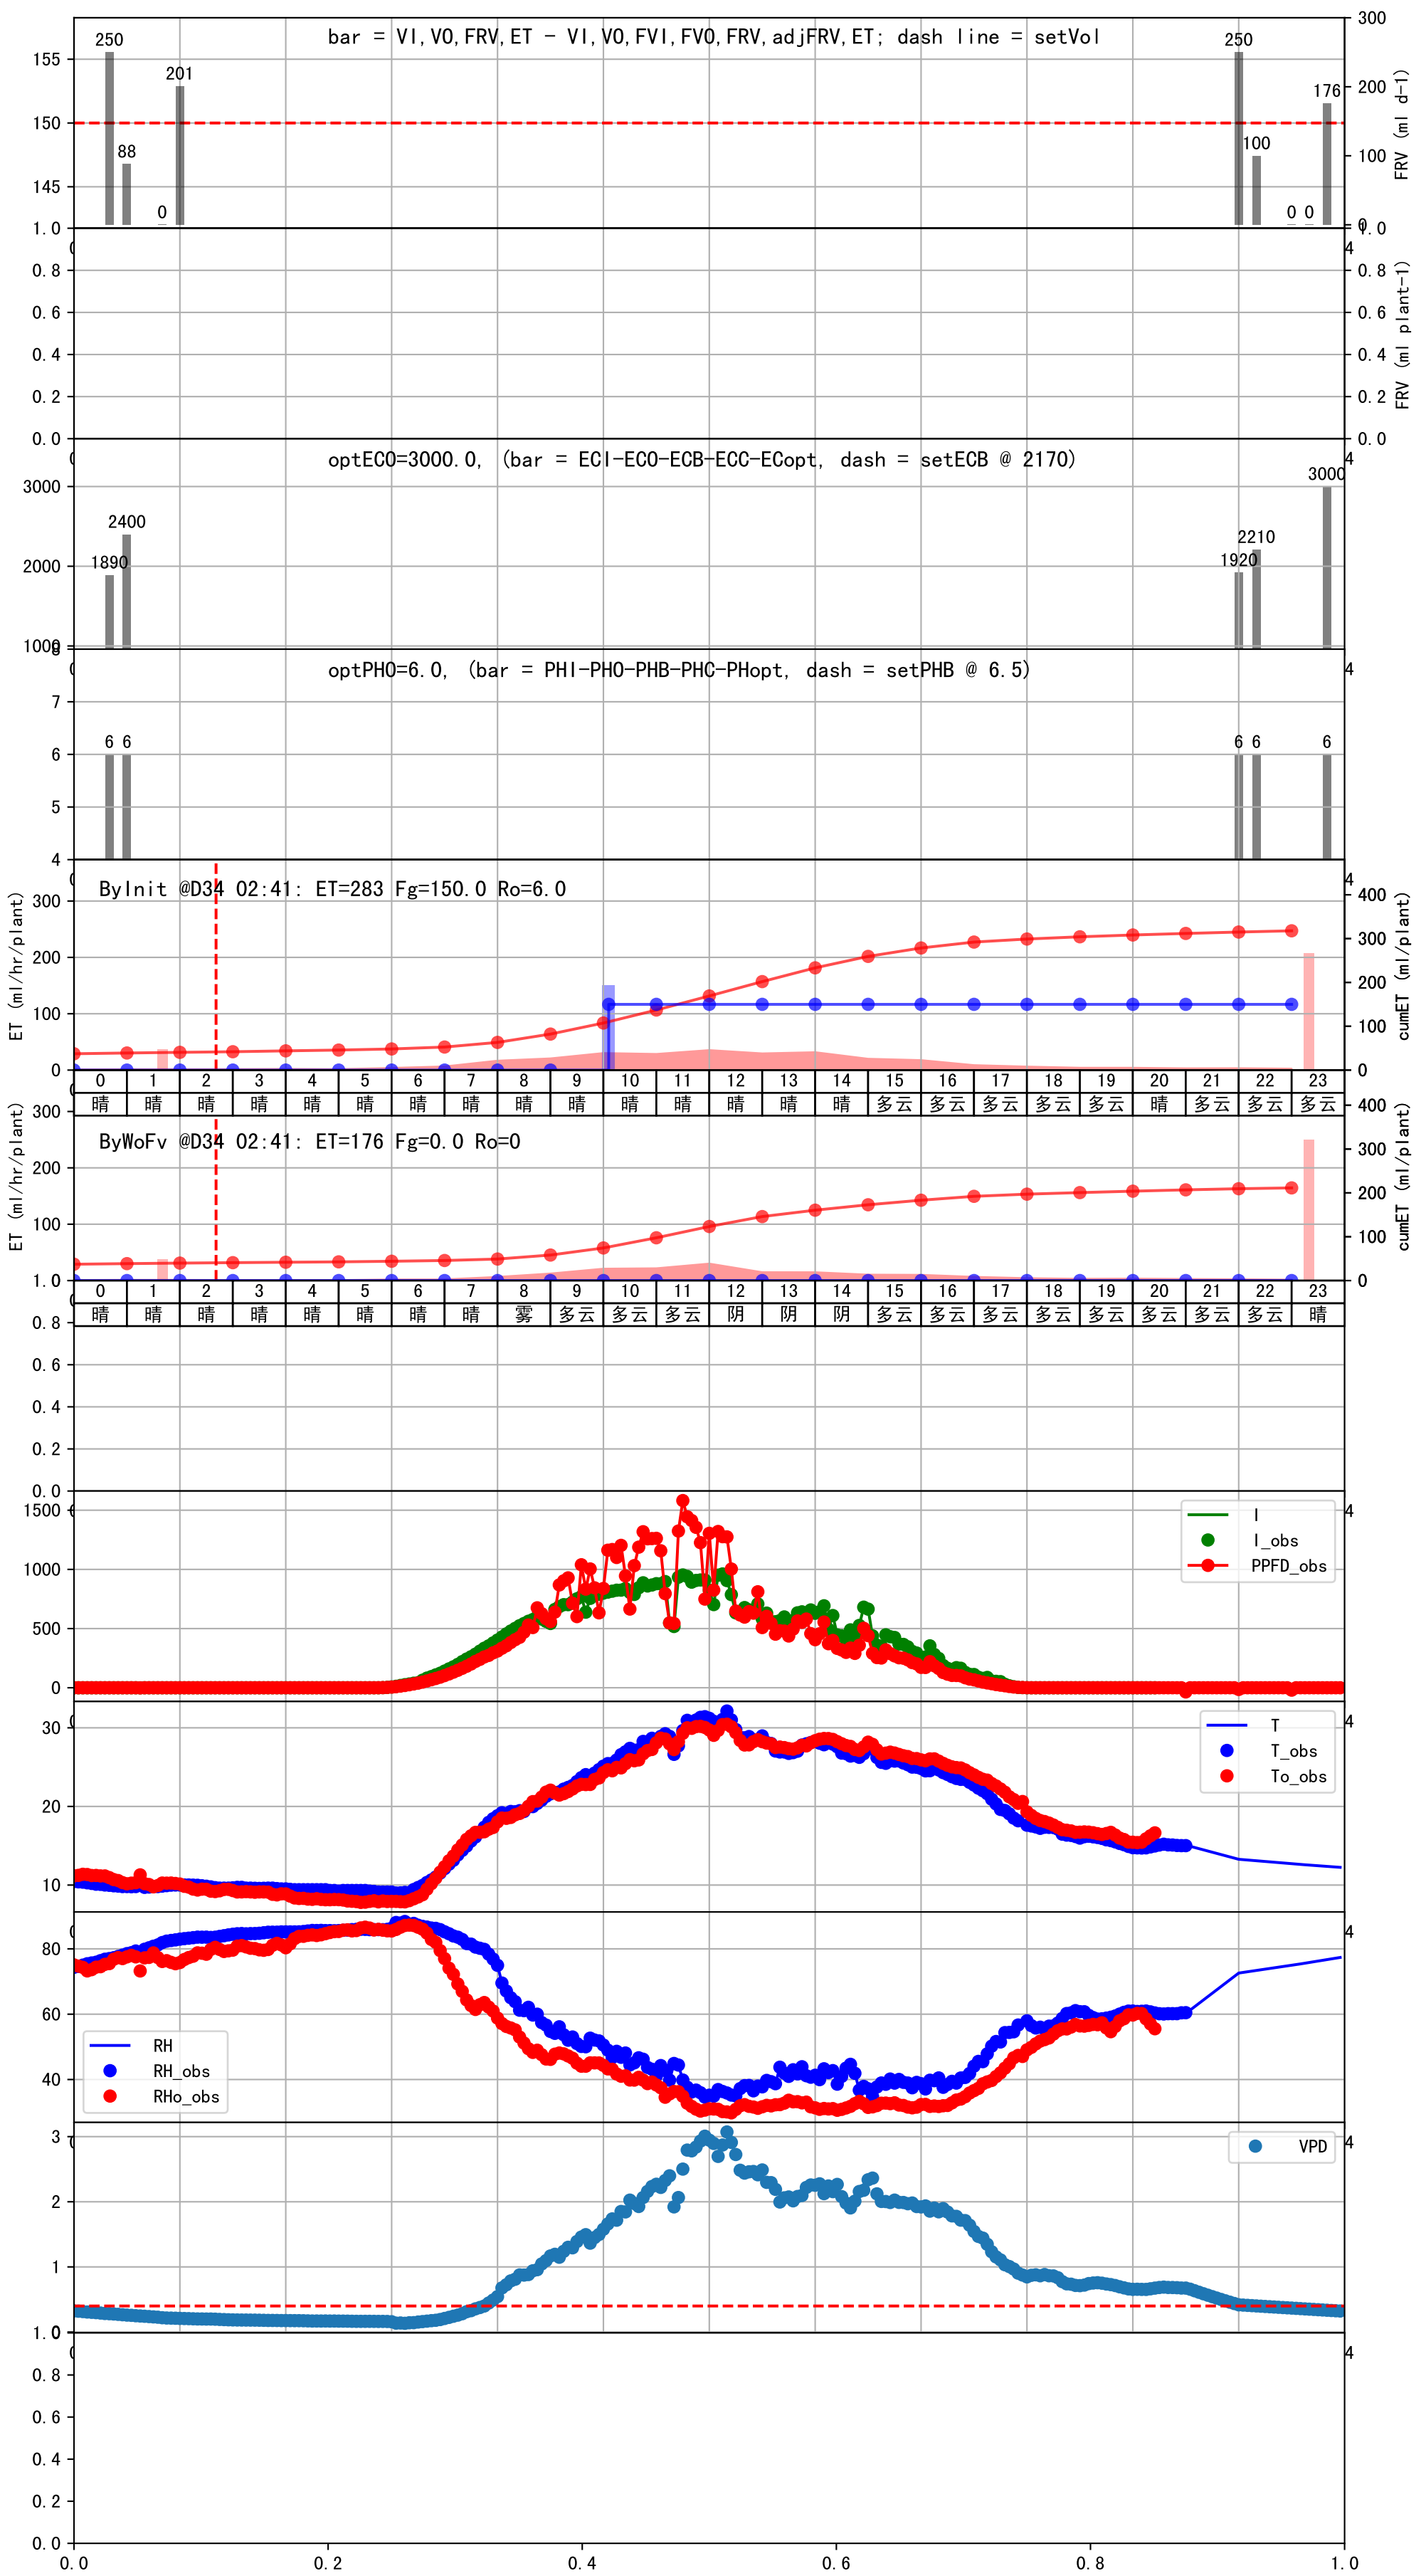 bar = VI,VO,FRV,ET - VI,VO,FVI,FVO,FRV,adjFRV,ET; dash line = setVol
250 88 0 201 250 100 0 0 176
155 150 145
300 200 100 0
FRV (ml d-1)
1.0 0.8 0.6 0.4 0.2 0.0
1.0 0.8 0.6 0.4 0.2 0.0
FRV (ml plant-1)
optECO=3000.0, (bar = ECI-ECO-ECB-ECC-ECopt, dash = setECB @ 2170)
3000 2000 1000
1890 2400 1920 2210 3000
optPHO=6.0, (bar = PHI-PHO-PHB-PHC-PHopt, dash = setPHB @ 6.5)
8 7 6 5 4
6 6 6 6 6
ByInit @D34 02:41: ET=283 Fg=150.0 Ro=6.0
ET (ml/hr/plant)
300 200 100 0
400 300 200 100 0
cumET (ml/plant)
0 1 2 3 4 5 6 7 8 9 10 11 12 13 14 15 16 17 18 19 20 21 22 23
晴 晴 晴 晴 晴 晴 晴 晴 晴 晴 晴 晴 晴 晴 晴 多云 多云 多云 多云 多云 晴 多云 多云 多云
ByWoFv @D34 02:41: ET=176 Fg=0.0 Ro=0
ET (ml/hr/plant)
300 200 100
400 300 200 100 0
cumET (ml/plant)
0 1 2 3 4 5 6 7 8 9 10 11 12 13 14 15 16 17 18 19 20 21 22 23
晴 晴 晴 晴 晴 晴 晴 晴 雾 多云 多云 多云 阴 阴 阴 多云 多云 多云 多云 多云 多云 多云 多云 晴
1.0 0.8 0.6 0.4 0.2 0.0
1500 1000 500 0
I
I_obs
PPFD_obs
30 20 10
T
T_obs
To_obs
80 60 40
RH
RH_obs
RHo_obs
3 2 1 0
VPD
1.0 0.8 0.6 0.4 0.2 0.0
0.0 0.2 0.4 0.6 0.8 1.0